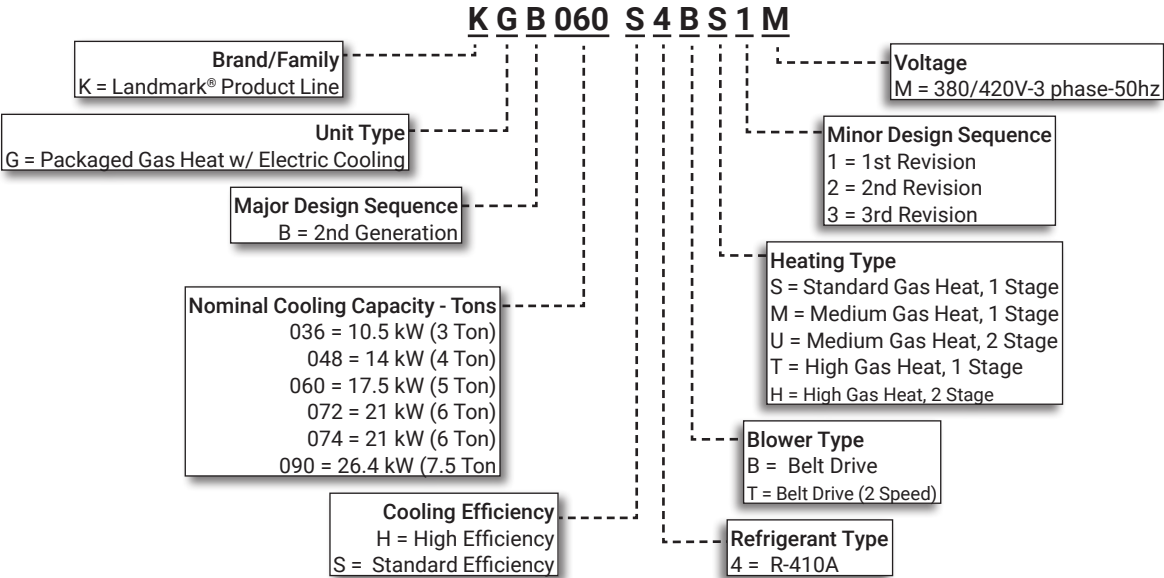 K G B 060 S 4 B S 1 M
Brand/Family
K = Landmark® Product Line
Unit Type
G = Packaged Gas Heat w/ Electric Cooling
Major Design Sequence
B = 2nd Generation
Nominal Cooling Capacity - Tons
036 = 10.5 kW (3 Ton)
048 = 14 kW (4 Ton)
060 = 17.5 kW (5 Ton)
072 = 21 kW (6 Ton)
074 = 21 kW (6 Ton)
090 = 26.4 kW (7.5 Ton
Cooling Efficiency
H = High Efficiency
S = Standard Efficiency
Voltage
M = 380/420V-3 phase-50hz
Minor Design Sequence
1 = 1st Revision
2 = 2nd Revision
3 = 3rd Revision
Heating Type
S = Standard Gas Heat, 1 Stage
M = Medium Gas Heat, 1 Stage
U = Medium Gas Heat, 2 Stage
T = High Gas Heat, 1 Stage
H = High Gas Heat, 2 Stage
Blower Type
B = Belt Drive
T = Belt Drive (2 Speed)
Refrigerant Type
4 = R-410A